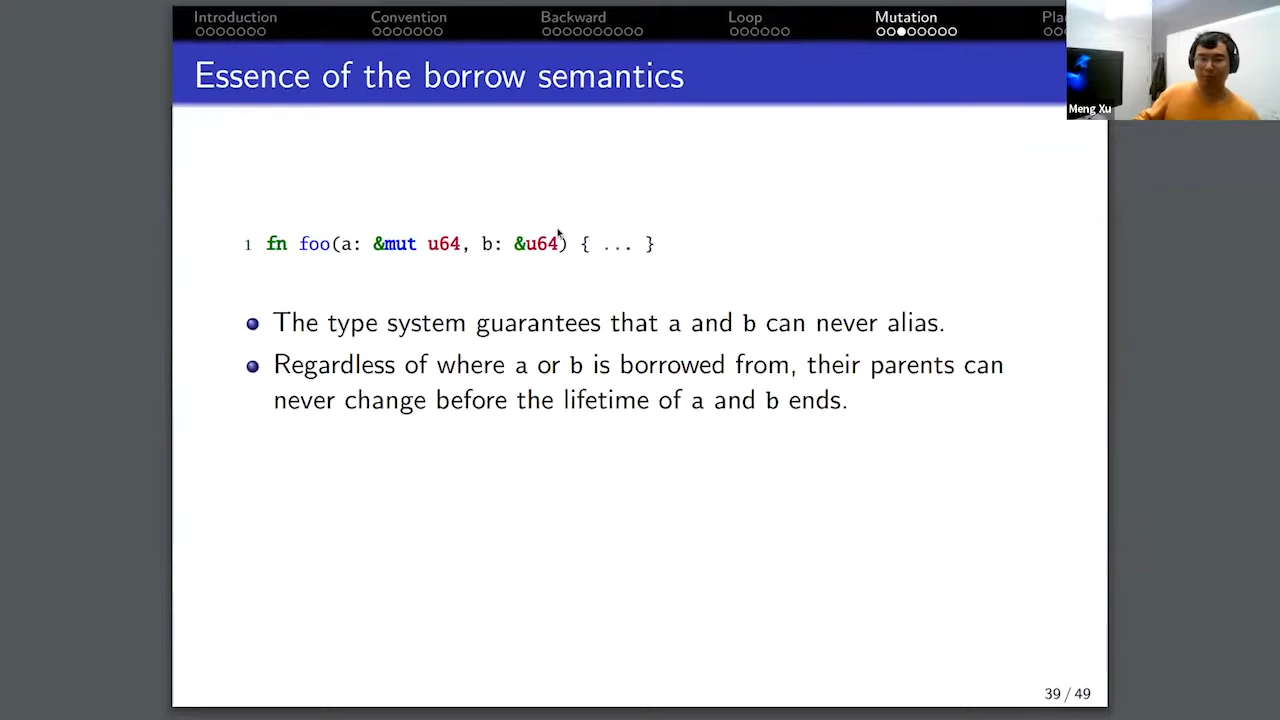 Introduction Convention Backward Loop Mutation Pla
Essence of the borrow semantics
Meng Xu
1 fn foo(a: &mut u64, b: &u64) { ... }
The type system guarantees that a and b can never alias.
Regardless of where a or b is borrowed from, their parents can
never change before the lifetime of a and b ends.
39 / 49